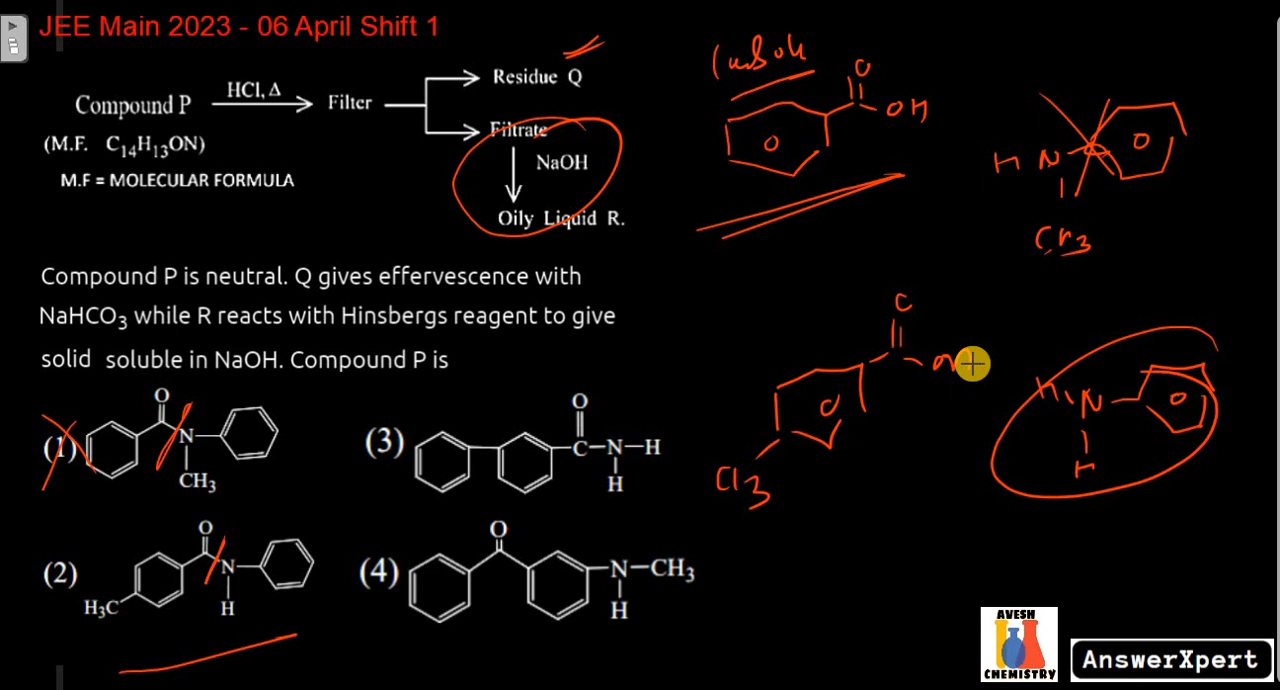 JEE Main 2023 - 06 April Shift 1
Compound P
HCl, Δ
Filter
Residue Q
(M.F. C₁₄H₁₃ON)
M.F = MOLECULAR FORMULA
Filtrate
NaOH
Oily Liquid R.
Compound P is neutral. Q gives effervescence with
NaHCO₃ while R reacts with Hinsbergs reagent to give
solid soluble in NaOH. Compound P is
(1)
O
N
CH₃
(3)
O
C–N–H
H
(2)
O
N
H
H₃C
(4)
O
N–CH₃
H
O
OH
H N
CH₃
H N
H
AVESH
CHEMISTRY
AnswerXpert